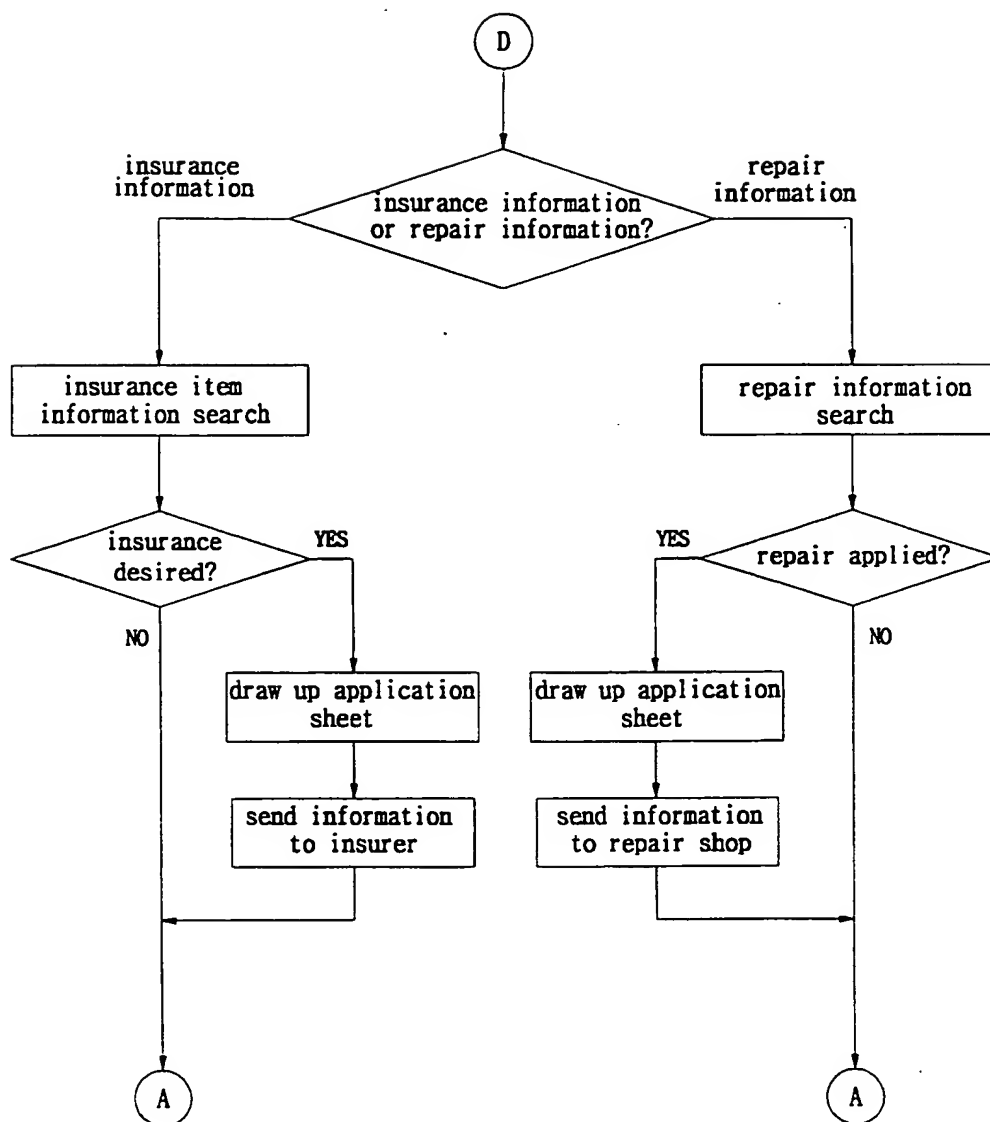 D
insurance
information
repair
information
insurance information
or repair information?
insurance item
information search
repair information
search
insurance
desired?
YES
YES
repair applied?
NO
NO
draw up application
sheet
draw up application
sheet
send information
to insurer
send information
to repair shop
A
A